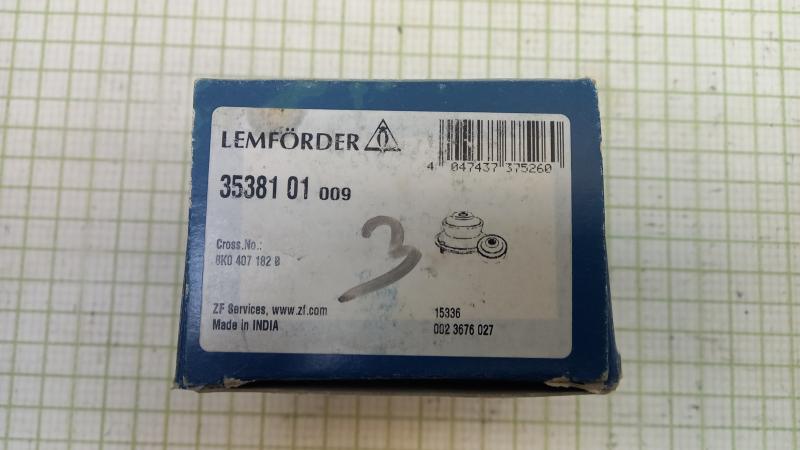 LEMFÖRDER
4 047437 375260
35381 01 009
3
Cross.No.:
8K0 407 182 B
ZF Services, www.zf.com
Made in INDIA
15336
002 3676 027